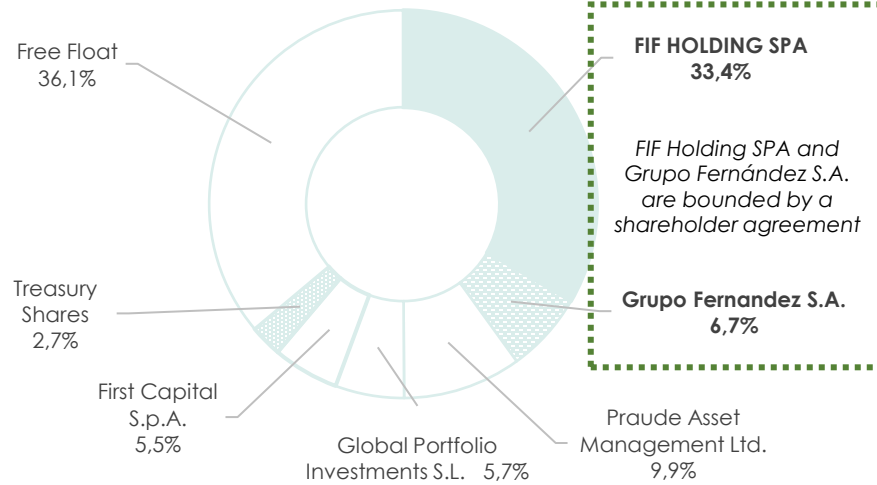 Free Float
36,1%
FIF HOLDING SPA
33,4%
FIF Holding SPA and
Grupo Fernández S.A.
are bounded by a
shareholder agreement
Grupo Fernandez S.A.
6,7%
Treasury
Shares
2,7%
First Capital
S.p.A.
5,5%
Global Portfolio
Investments S.L. 5,7%
Praude Asset
Management Ltd.
9,9%